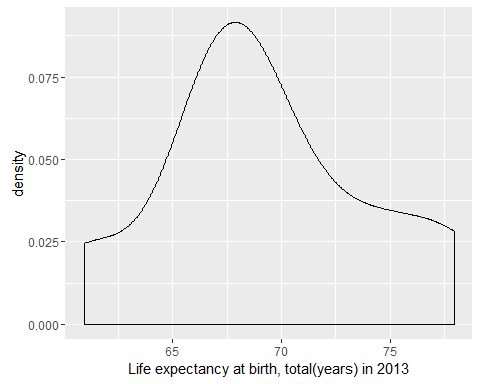 0.075
0.050
0.025
0.000
density
65 70 75
Life expectancy at birth, total(years) in 2013